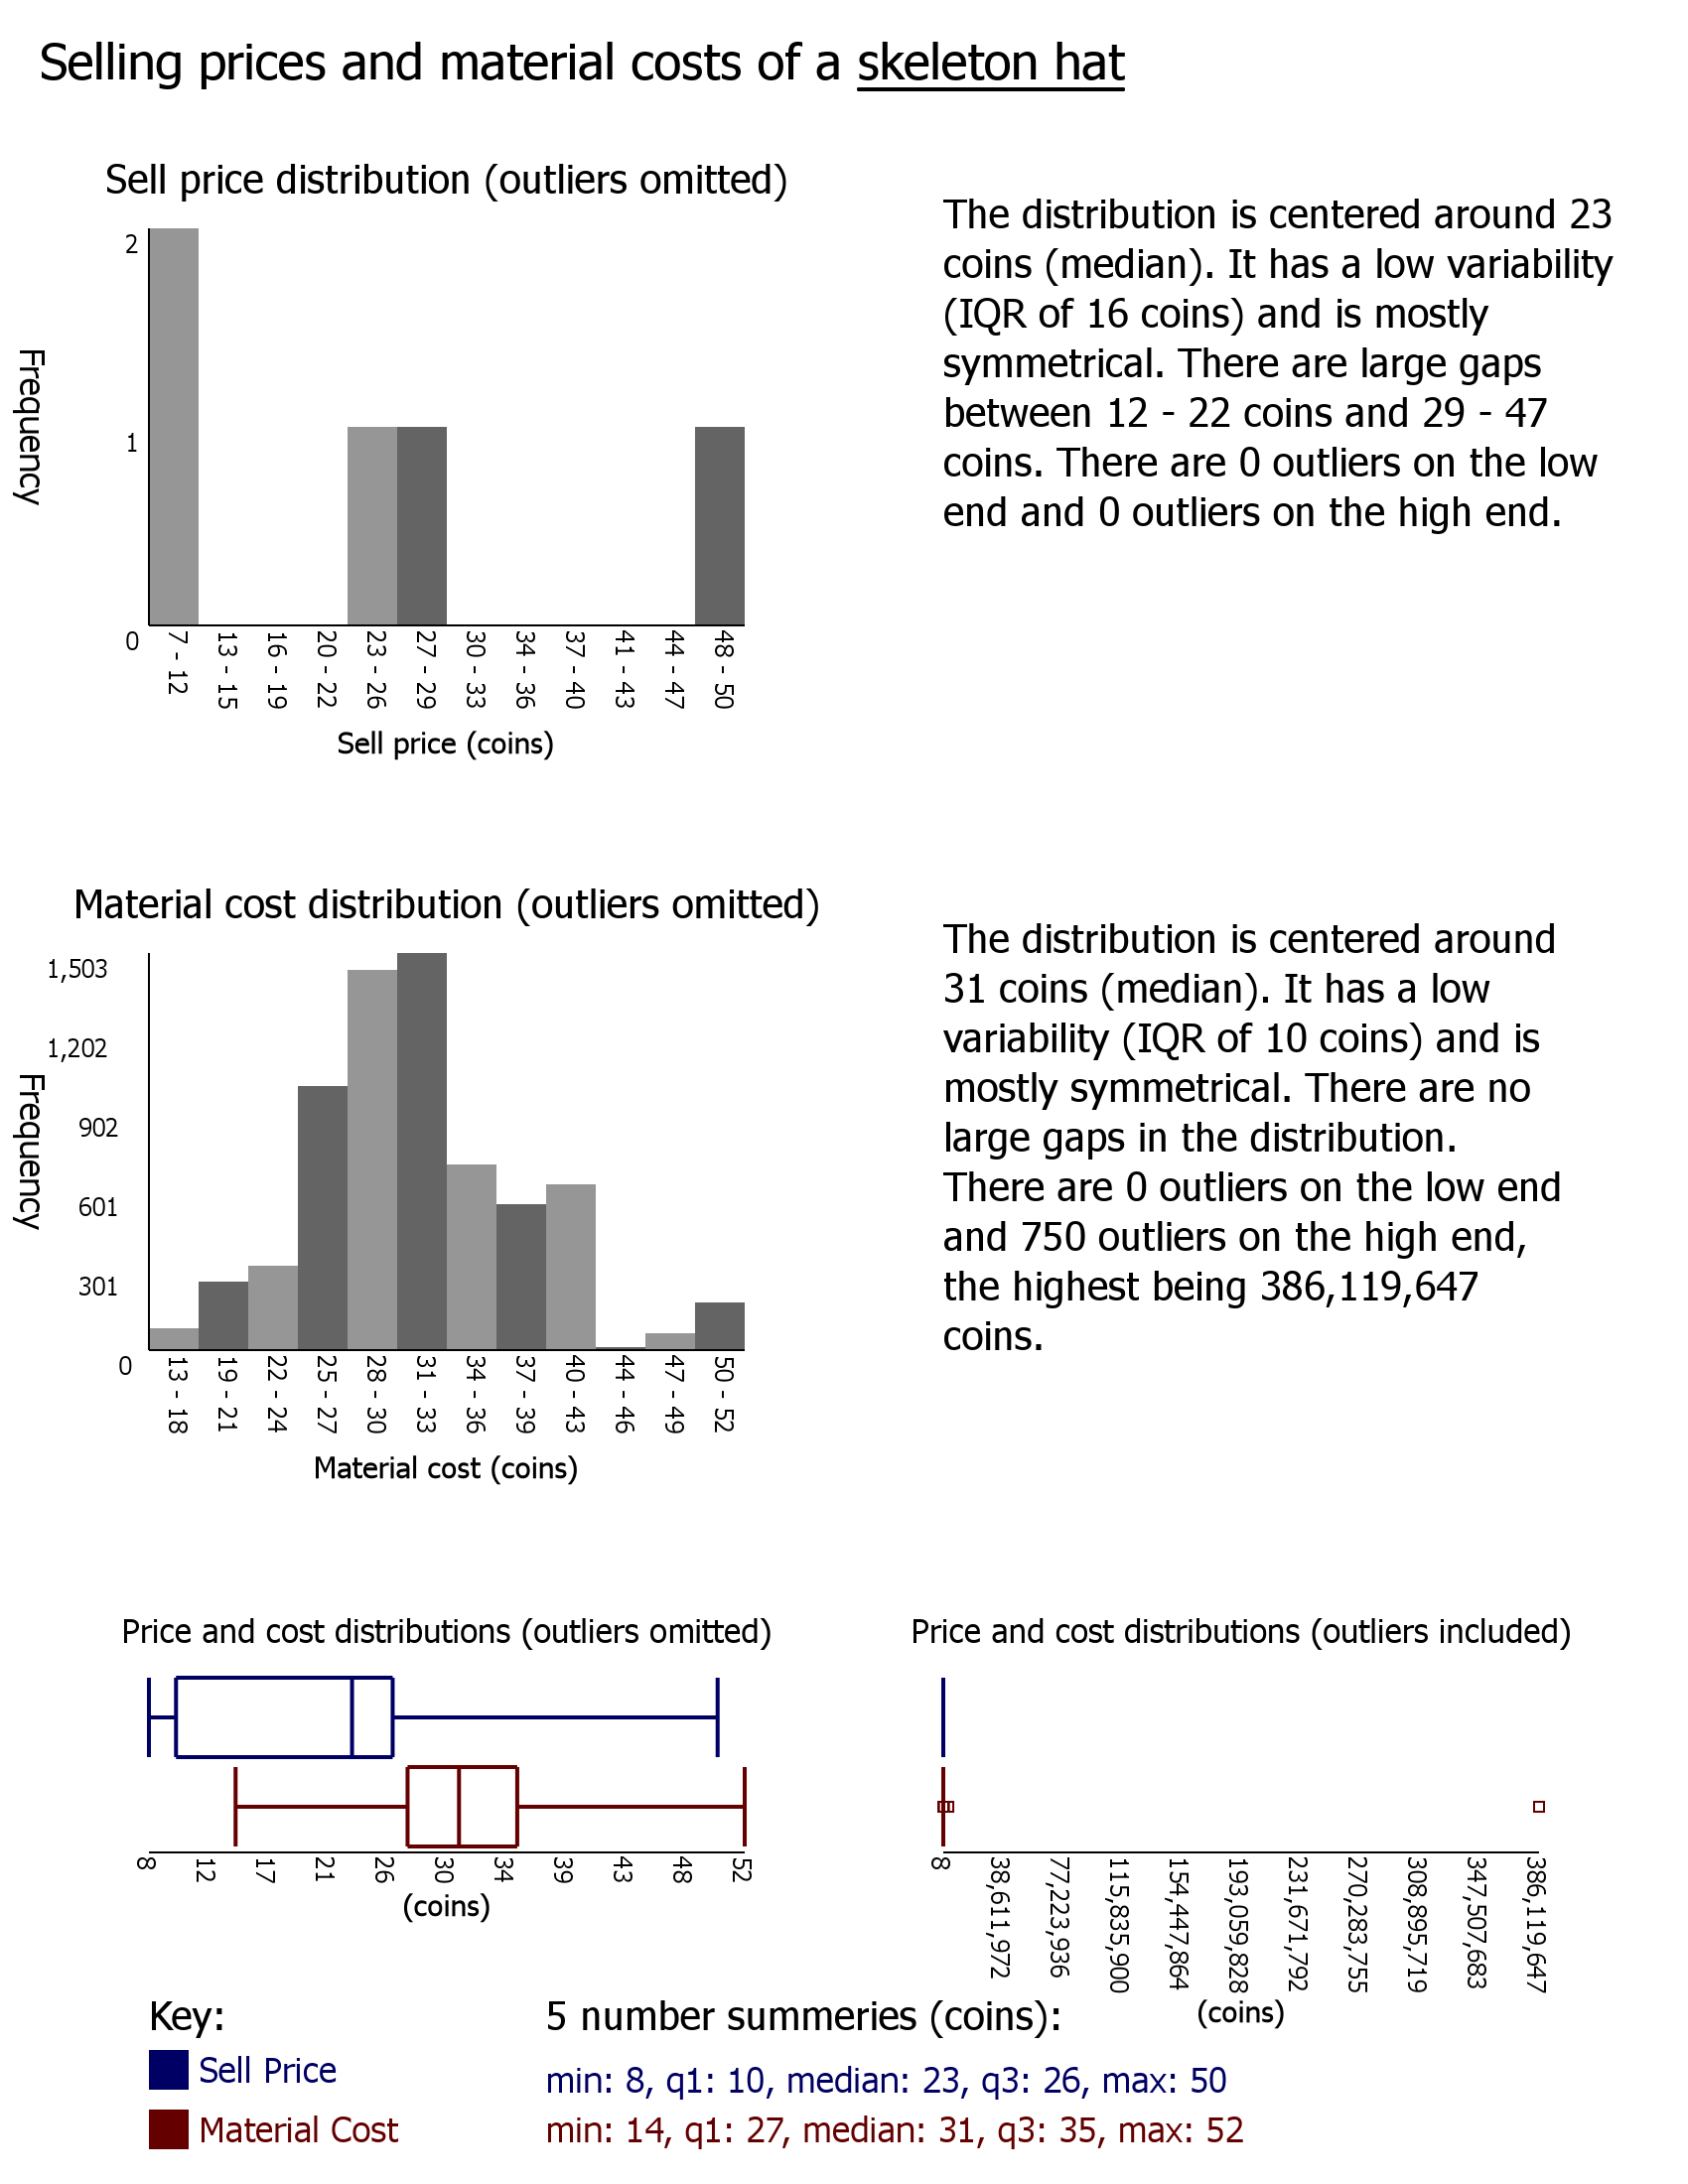 Selling prices and material costs of a skeleton hat
Sell price distribution (outliers omitted)
The distribution is centered around 23
coins (median). It has a low variability
(IQR of 16 coins) and is mostly
symmetrical. There are large gaps
between 12 - 22 coins and 29 - 47
coins. There are 0 outliers on the low
end and 0 outliers on the high end.
Frequency
2
1
0
7 - 12
13 - 15
16 - 19
20 - 22
23 - 26
27 - 29
30 - 33
34 - 36
37 - 40
41 - 43
44 - 47
48 - 50
Sell price (coins)
Material cost distribution (outliers omitted)
The distribution is centered around
31 coins (median). It has a low
variability (IQR of 10 coins) and is
mostly symmetrical. There are no
large gaps in the distribution.
There are 0 outliers on the low end
and 750 outliers on the high end,
the highest being 386,119,647
coins.
Frequency
1,503
1,202
902
601
301
0
13 - 18
19 - 21
22 - 24
25 - 27
28 - 30
31 - 33
34 - 36
37 - 39
40 - 43
44 - 46
47 - 49
50 - 52
Material cost (coins)
Price and cost distributions (outliers omitted)
8
12
17
21
26
30
34
39
43
48
52
(coins)
Price and cost distributions (outliers included)
8
38,611,972
77,223,936
115,835,900
154,447,864
193,059,828
231,671,792
270,283,755
308,895,719
347,507,683
386,119,647
(coins)
Key:
Sell Price
Material Cost
5 number summeries (coins):
min: 8, q1: 10, median: 23, q3: 26, max: 50
min: 14, q1: 27, median: 31, q3: 35, max: 52